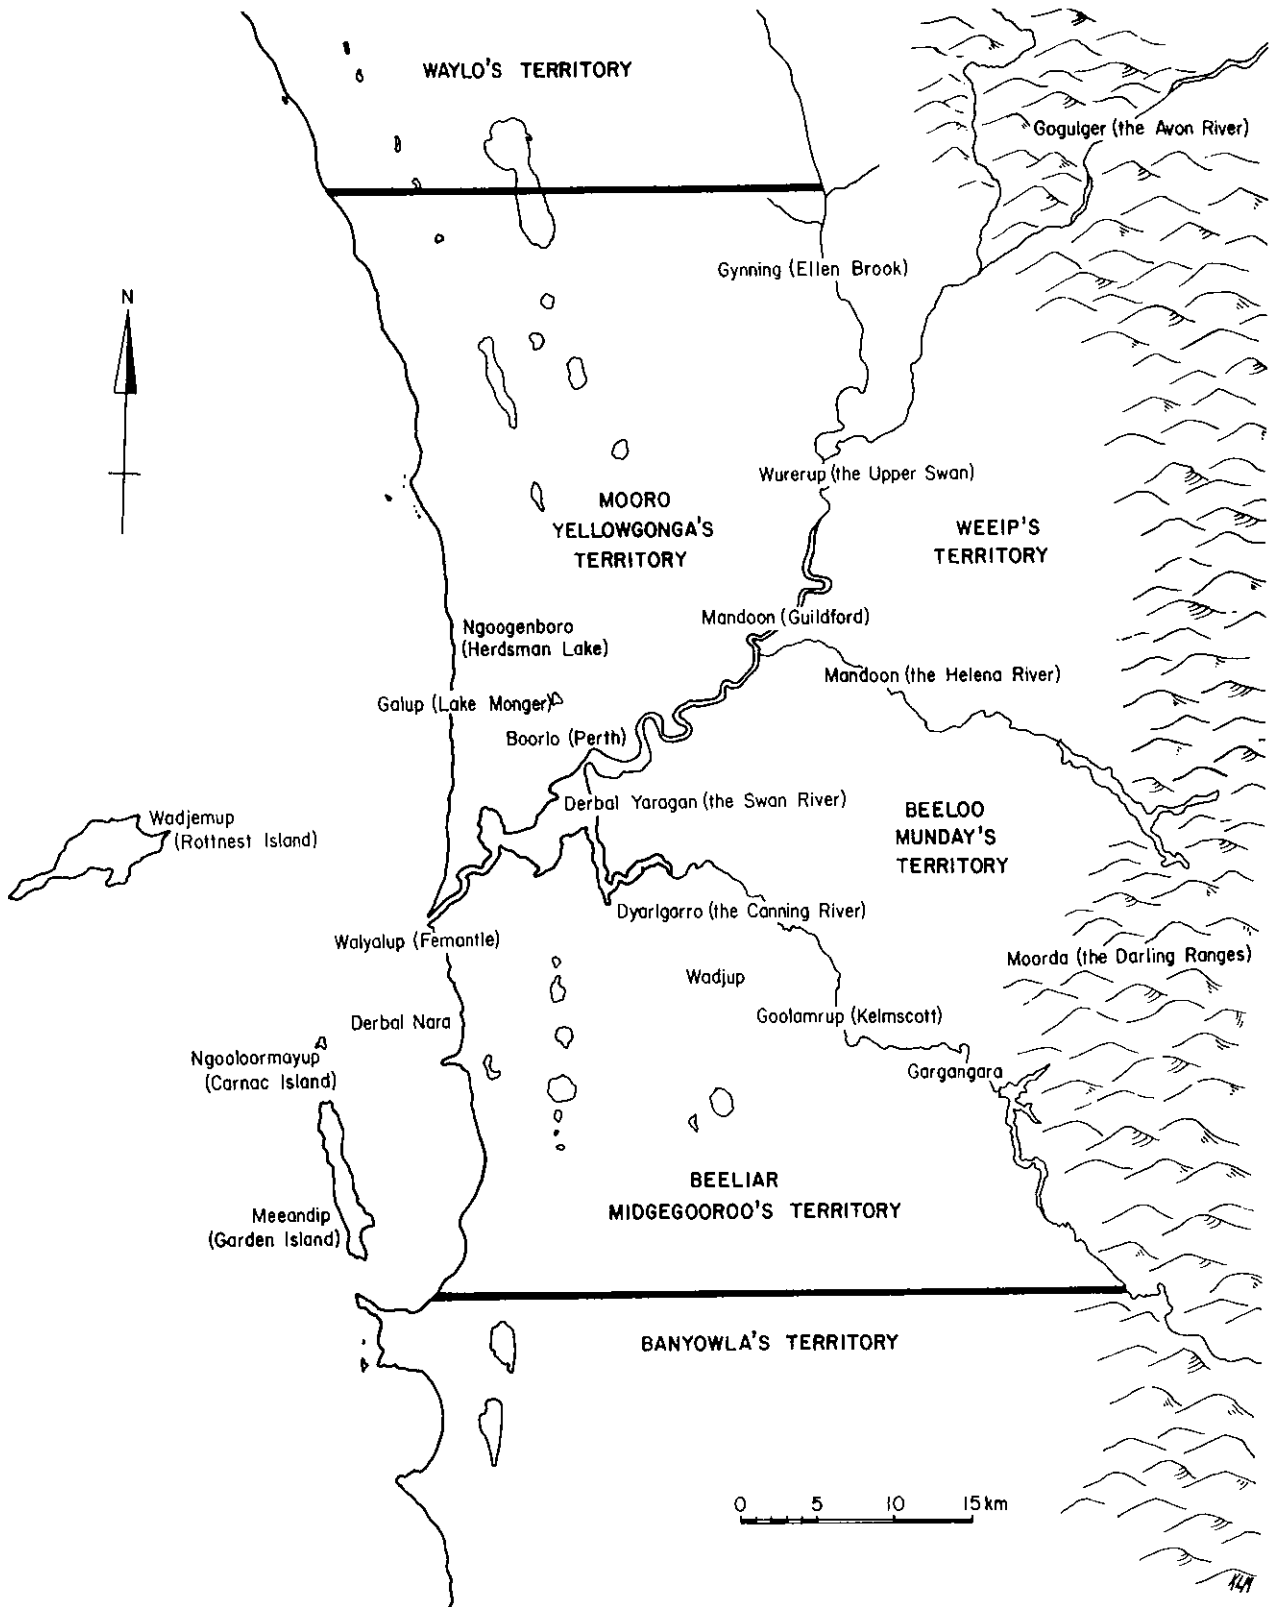 WAYLO'S TERRITORY
Gogulger (the Avon River)
Gynning (Ellen Brook)
N
Wurerup (the Upper Swan)
MOORO
YELLOWGONGA'S
TERRITORY
WEEIP'S
TERRITORY
Mandoon (Guildford)
Ngoogenboro
(Herdsman Lake)
Mandoon (the Helena River)
Galup (Lake Monger)
Boorlo (Perth)
Derbal Yaragan (the Swan River)
BEELOO
MUNDAY'S
TERRITORY
Wadjemup
(Rottnest Island)
Dyarlgarro (the Canning River)
Walyalup (Femantle)
Moorda (the Darling Ranges)
Wadjup
Derbal Nara
Goolamrup (Kelmscott)
Ngooloormayup
(Carnac Island)
Gargangara
BEELIAR
MIDGEGOOROO'S TERRITORY
Meeandip
(Garden Island)
BANYOWLA'S TERRITORY
0 5 10 15 km
KLM